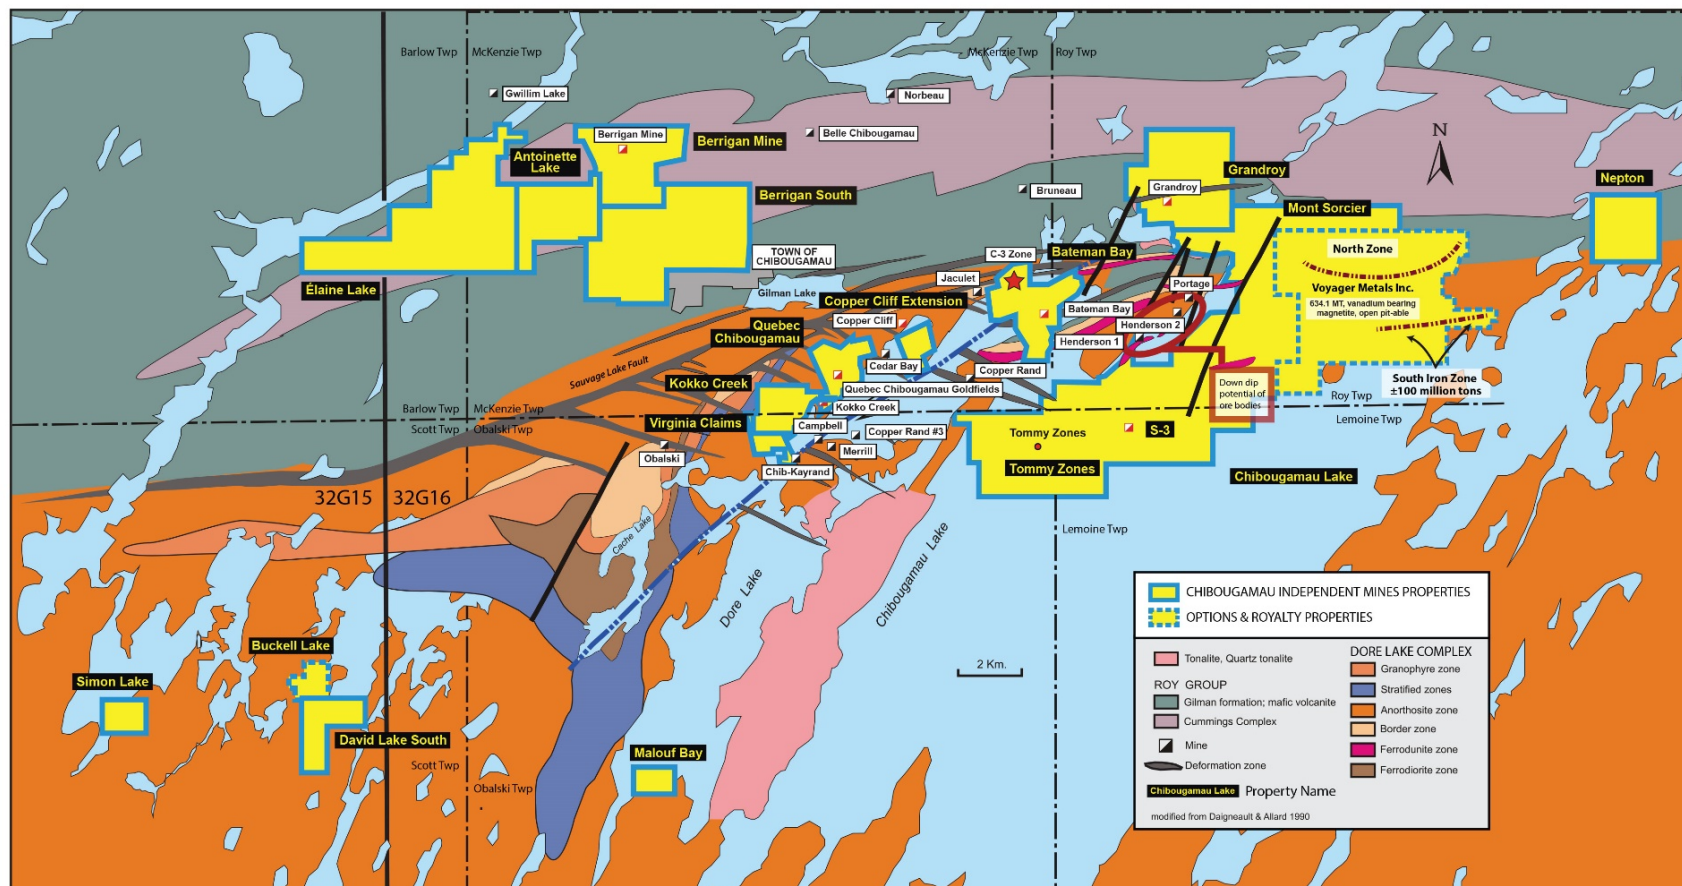 Barlow Twp
McKenzie Twp
McKenzie Twp
Roy Twp
Gwillim Lake
Norbeau
Berrigan Mine
Berrigan Mine
Belle Chibougamau
N
Antoinette
Lake
Grandroy
Nepton
Berrigan South
Bruneau
Grandroy
Mont Sorcier
TOWN OF
CHIBOUGAMAU
C-3 Zone
Bateman Bay
North Zone
Élaine Lake
Gilman Lake
Jaculet
Portage
Voyager Metals Inc.
634.1 MT, vanadium bearing
magnetite, open pit-able
Copper Cliff Extension
Bateman Bay
Copper Cliff
Henderson 2
Quebec
Chibougamau
Henderson 1
Sauvage Lake Fault
Cedar Bay
Copper Rand
Kokko Creek
Quebec Chibougamau Goldfields
Down dip
potential of
ore bodies
South Iron Zone
±100 million tons
Barlow Twp
McKenzie Twp
Kokko Creek
Roy Twp
Scott Twp
Obalski Twp
Virginia Claims
Campbell
Copper Rand #3
Lemoine Twp
Tommy Zones
S-3
Obalski
Merrill
Chib-Kayrand
Tommy Zones
Chibougamau Lake
32G15
32G16
Cache Lake
Lemoine Twp
Dore Lake
Chibougamau Lake
Buckell Lake
Simon Lake
David Lake South
Malouf Bay
Scott Twp
Obalski Twp
2 Km.
CHIBOUGAMAU INDEPENDENT MINES PROPERTIES
OPTIONS & ROYALTY PROPERTIES
Tonalite, Quartz tonalite
ROY GROUP
Gilman formation; mafic volcanite
Cummings Complex
Mine
Deformation zone
Chibougamau Lake Property Name
modified from Daigneault & Allard 1990
DORE LAKE COMPLEX
Granophyre zone
Stratified zones
Anorthosite zone
Border zone
Ferrodunite zone
Ferrodiorite zone